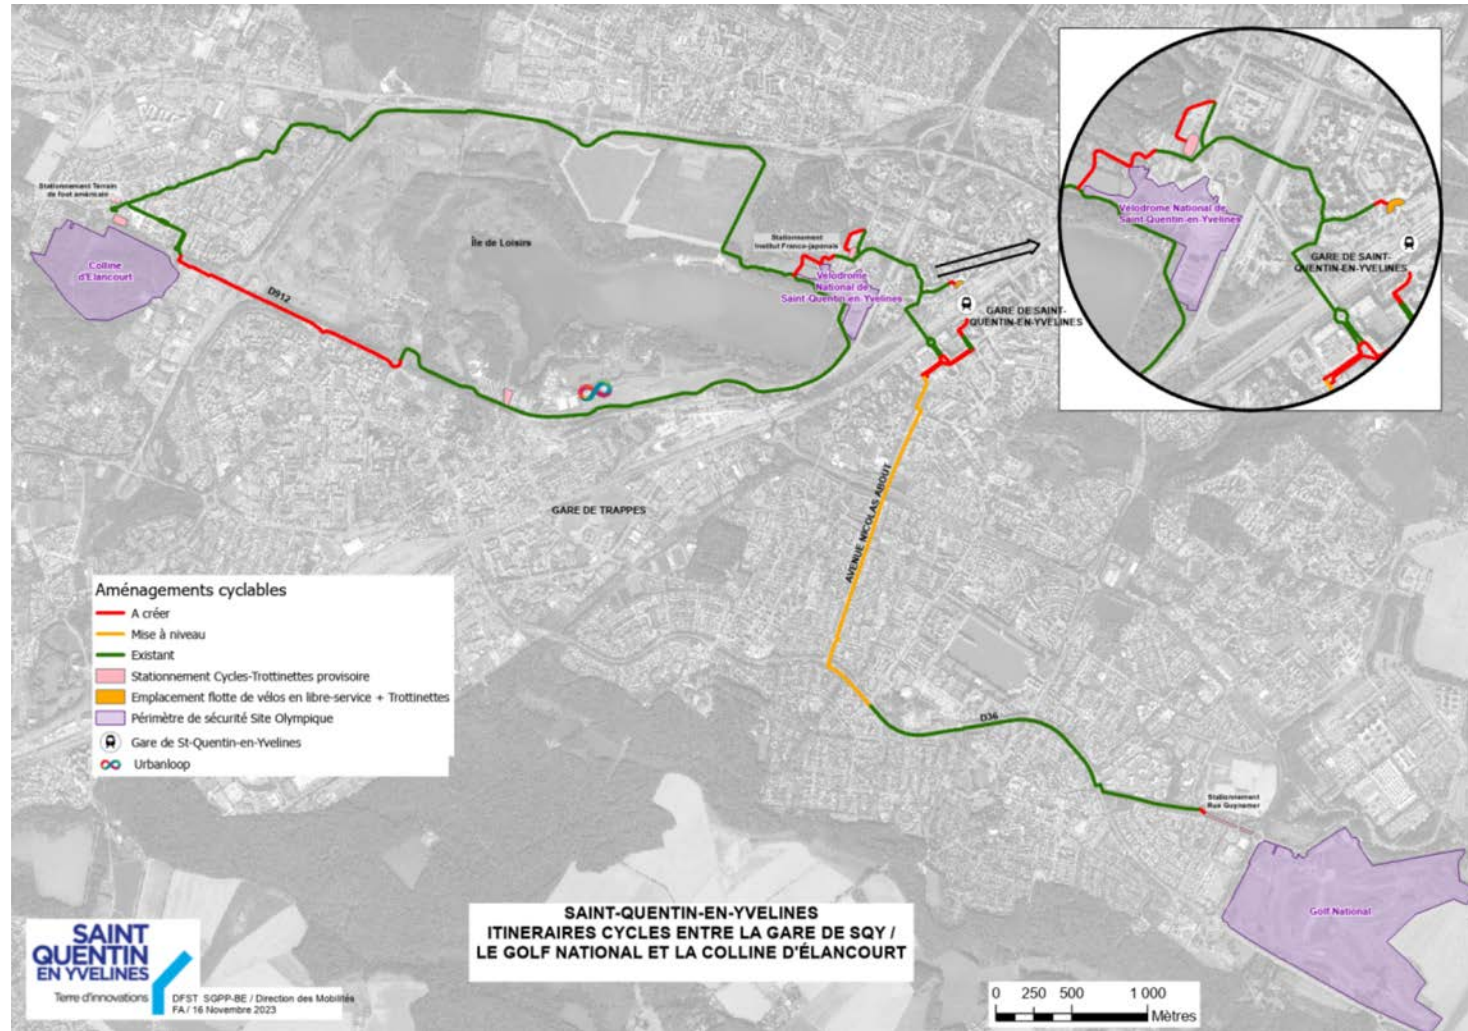 Stationnement Terrain
de foot américain
Colline
d'Elancourt
D912
Île de Loisirs
Stationnement
Institut Franco-japonais
Vélodrome
National de
Saint-Quentin-en-Yvelines
GARE DE SAINT-
QUENTIN-EN-YVELINES
Vélodrome National de
Saint-Quentin-en-Yvelines
GARE DE SAINT-
QUENTIN-EN-YVELINES
GARE DE TRAPPES
AVENUE NICOLAS ABOUT
D36
Stationnement
Rue Guynemer
Golf National
Aménagements cyclables
A créer
Mise à niveau
Existant
Stationnement Cycles-Trottinettes provisoire
Emplacement flotte de vélos en libre-service + Trottinettes
Périmètre de sécurité Site Olympique
Gare de St-Quentin-en-Yvelines
Urbanloop
SAINT-QUENTIN-EN-YVELINES
ITINERAIRES CYCLES ENTRE LA GARE DE SQY /
LE GOLF NATIONAL ET LA COLLINE D'ÉLANCOURT
SAINT
QUENTIN
EN YVELINES
Terre d'innovations
DFST SGPP-BE / Direction des Mobilités
FA / 16 Novembre 2023
0 250 500 1 000
Mètres